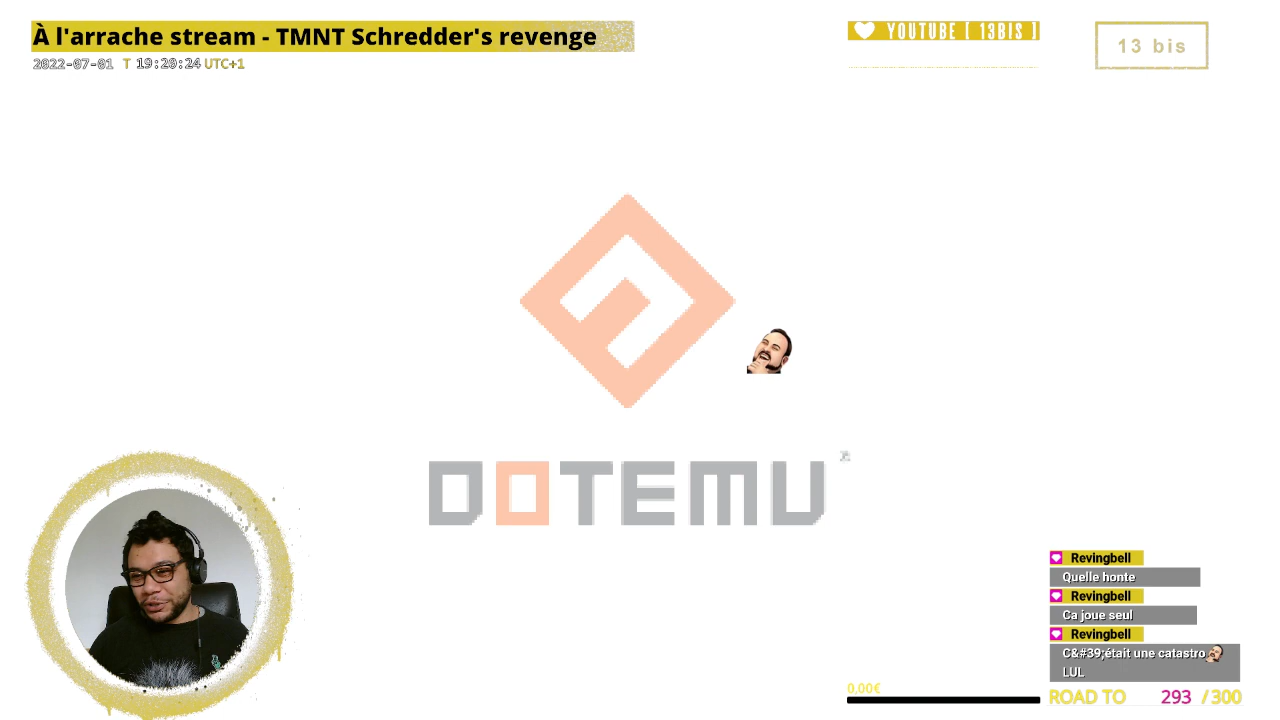 À l'arrache stream - TMNT Schredder's revenge
2022-07-01 T 19:20:24 UTC+1
YOUTUBE [ 13BIS ]
13 bis
DOTEMU
Revingbell
Quelle honte
Revingbell
Ca joue seul
Revingbell
C&#39;était une catastro
LUL
0,00€
ROAD TO 293 / 300